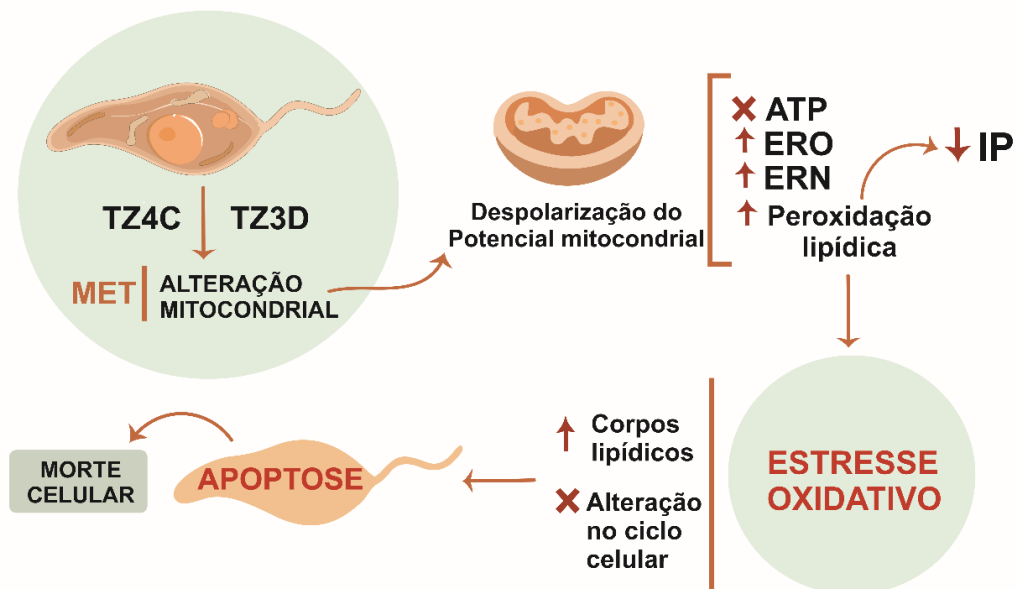 TZ4C TZ3D
MET
ALTERAÇÃO
MITOCONDRIAL
Despolarização do
Potencial mitocondrial
ATP
ERO
ERN
Peroxidação
lipídica
IP
ESTRESSE
OXIDATIVO
Corpos
lipídicos
Alteração
no ciclo
celular
APOPTOSE
MORTE
CELULAR